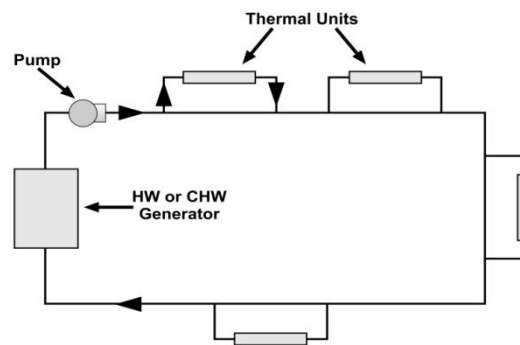 Thermal Units
Pump
HW or CHW
Generator